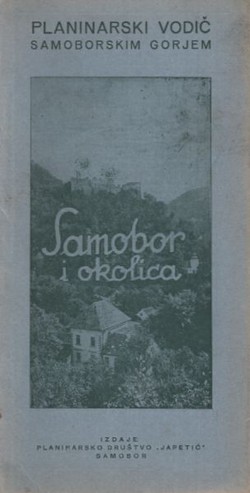 PLANINARSKI VODIČ
SAMOBORSKIM GORJEM
Samobor
i okolica
IZDAJE
PLANINARSKO DRUŠTVO „JAPETIĆ"
SAMOBOR